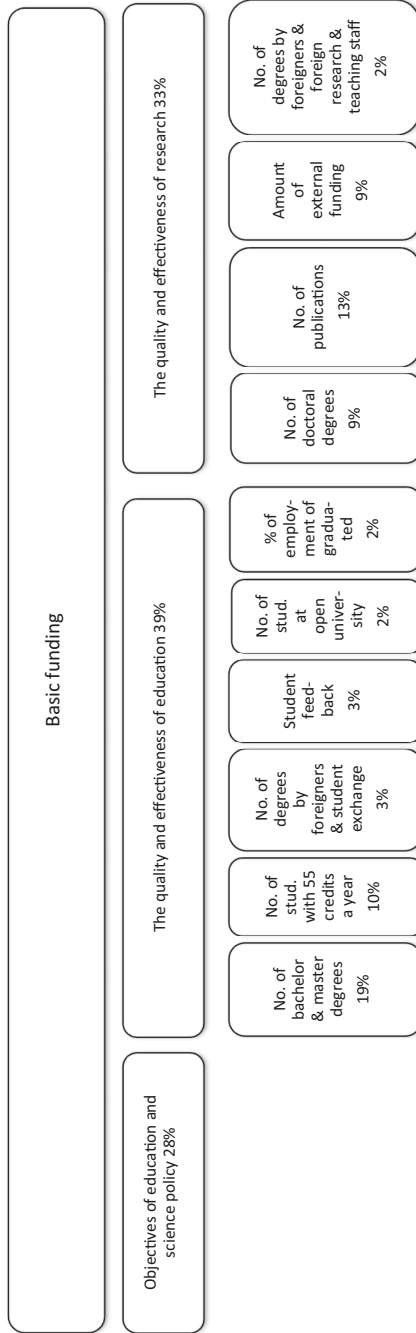 Basic funding
Objectives of education and
science policy 28%
The quality and effectiveness of education 39%
The quality and effectiveness of research 33%
No. of
bachelor
& master
degrees
19%
No. of
stud.
with 55
credits
a year
10%
No. of
degrees
by
foreigners
& student
exchange
3%
Student
feed-
back
3%
No. of
stud.
at
open
univer-
sity
2%
% of
employ-
ment of
gradua-
ted
2%
No. of
doctoral
degrees
9%
No. of
publications
13%
Amount
of
external
funding
9%
No. of
degrees by
foreigners &
foreign
research &
teaching staff
2%